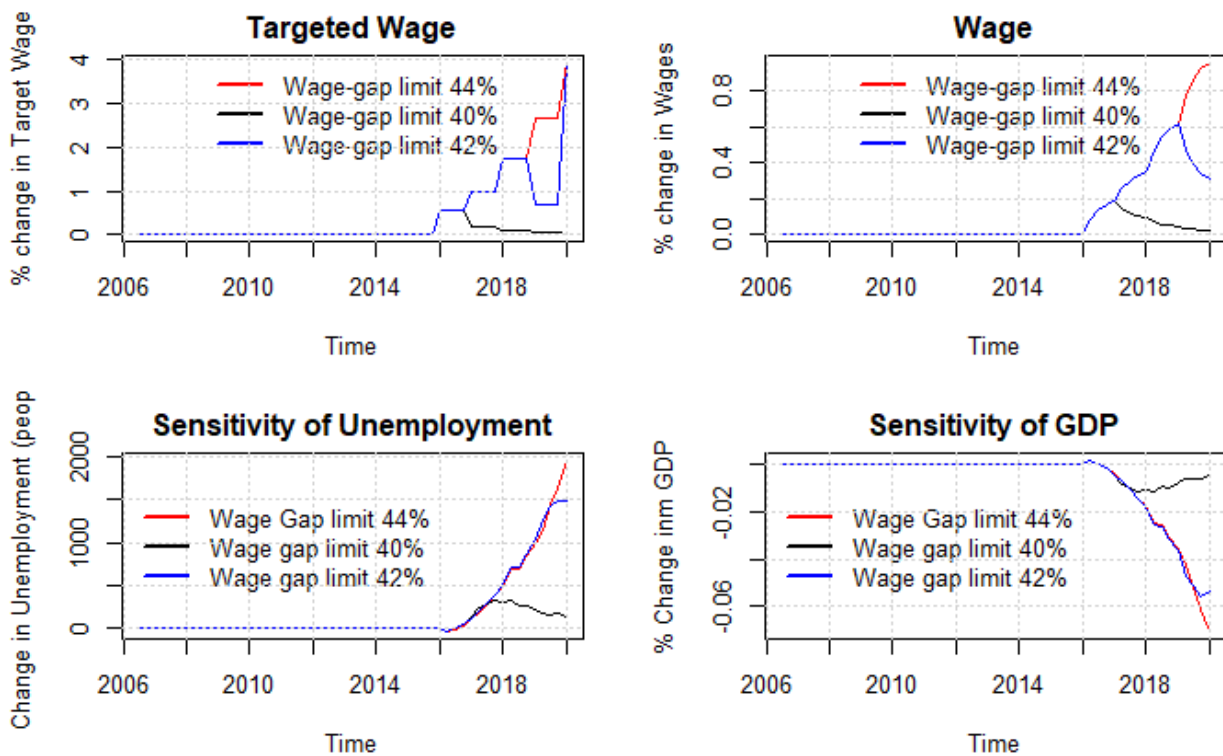 Targeted Wage
% change in Target Wage
4
3
2
1
0
Wage-gap limit 44%
Wage-gap limit 40%
Wage-gap limit 42%
2006 2010 2014 2018
Time
Wage
% change in Wages
0.8
0.4
0.0
Wage-gap limit 44%
Wage-gap limit 40%
Wage-gap limit 42%
2006 2010 2014 2018
Time
Sensitivity of Unemployment
Change in Unemployment (peop
2000
1000
0
Wage Gap limit 44%
Wage gap limit 40%
Wage gap limit 42%
2006 2010 2014 2018
Time
Sensitivity of GDP
% Change inm GDP
-0.02
-0.06
Wage Gap limit 44%
Wage gap limit 40%
Wage gap limit 42%
2006 2010 2014 2018
Time